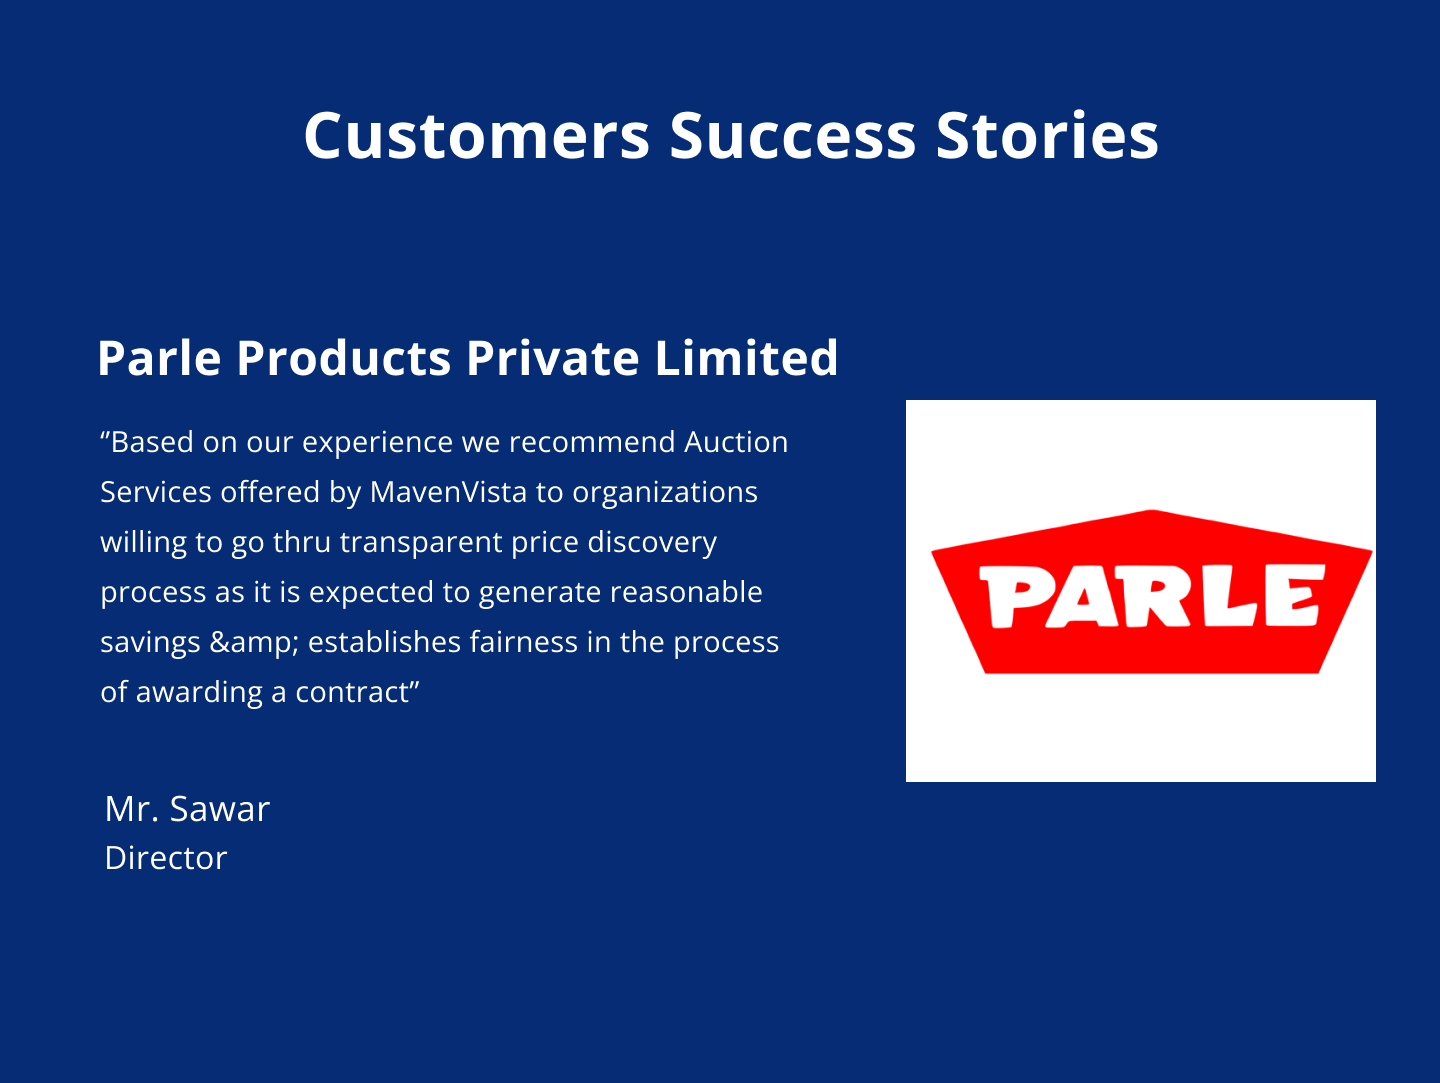 Customers Success Stories
Parle Products Private Limited
“Based on our experience we recommend Auction
Services offered by MavenVista to organizations
willing to go thru transparent price discovery
process as it is expected to generate reasonable
savings &amp; establishes fairness in the process
of awarding a contract”
PARLE
Mr. Sawar
Director